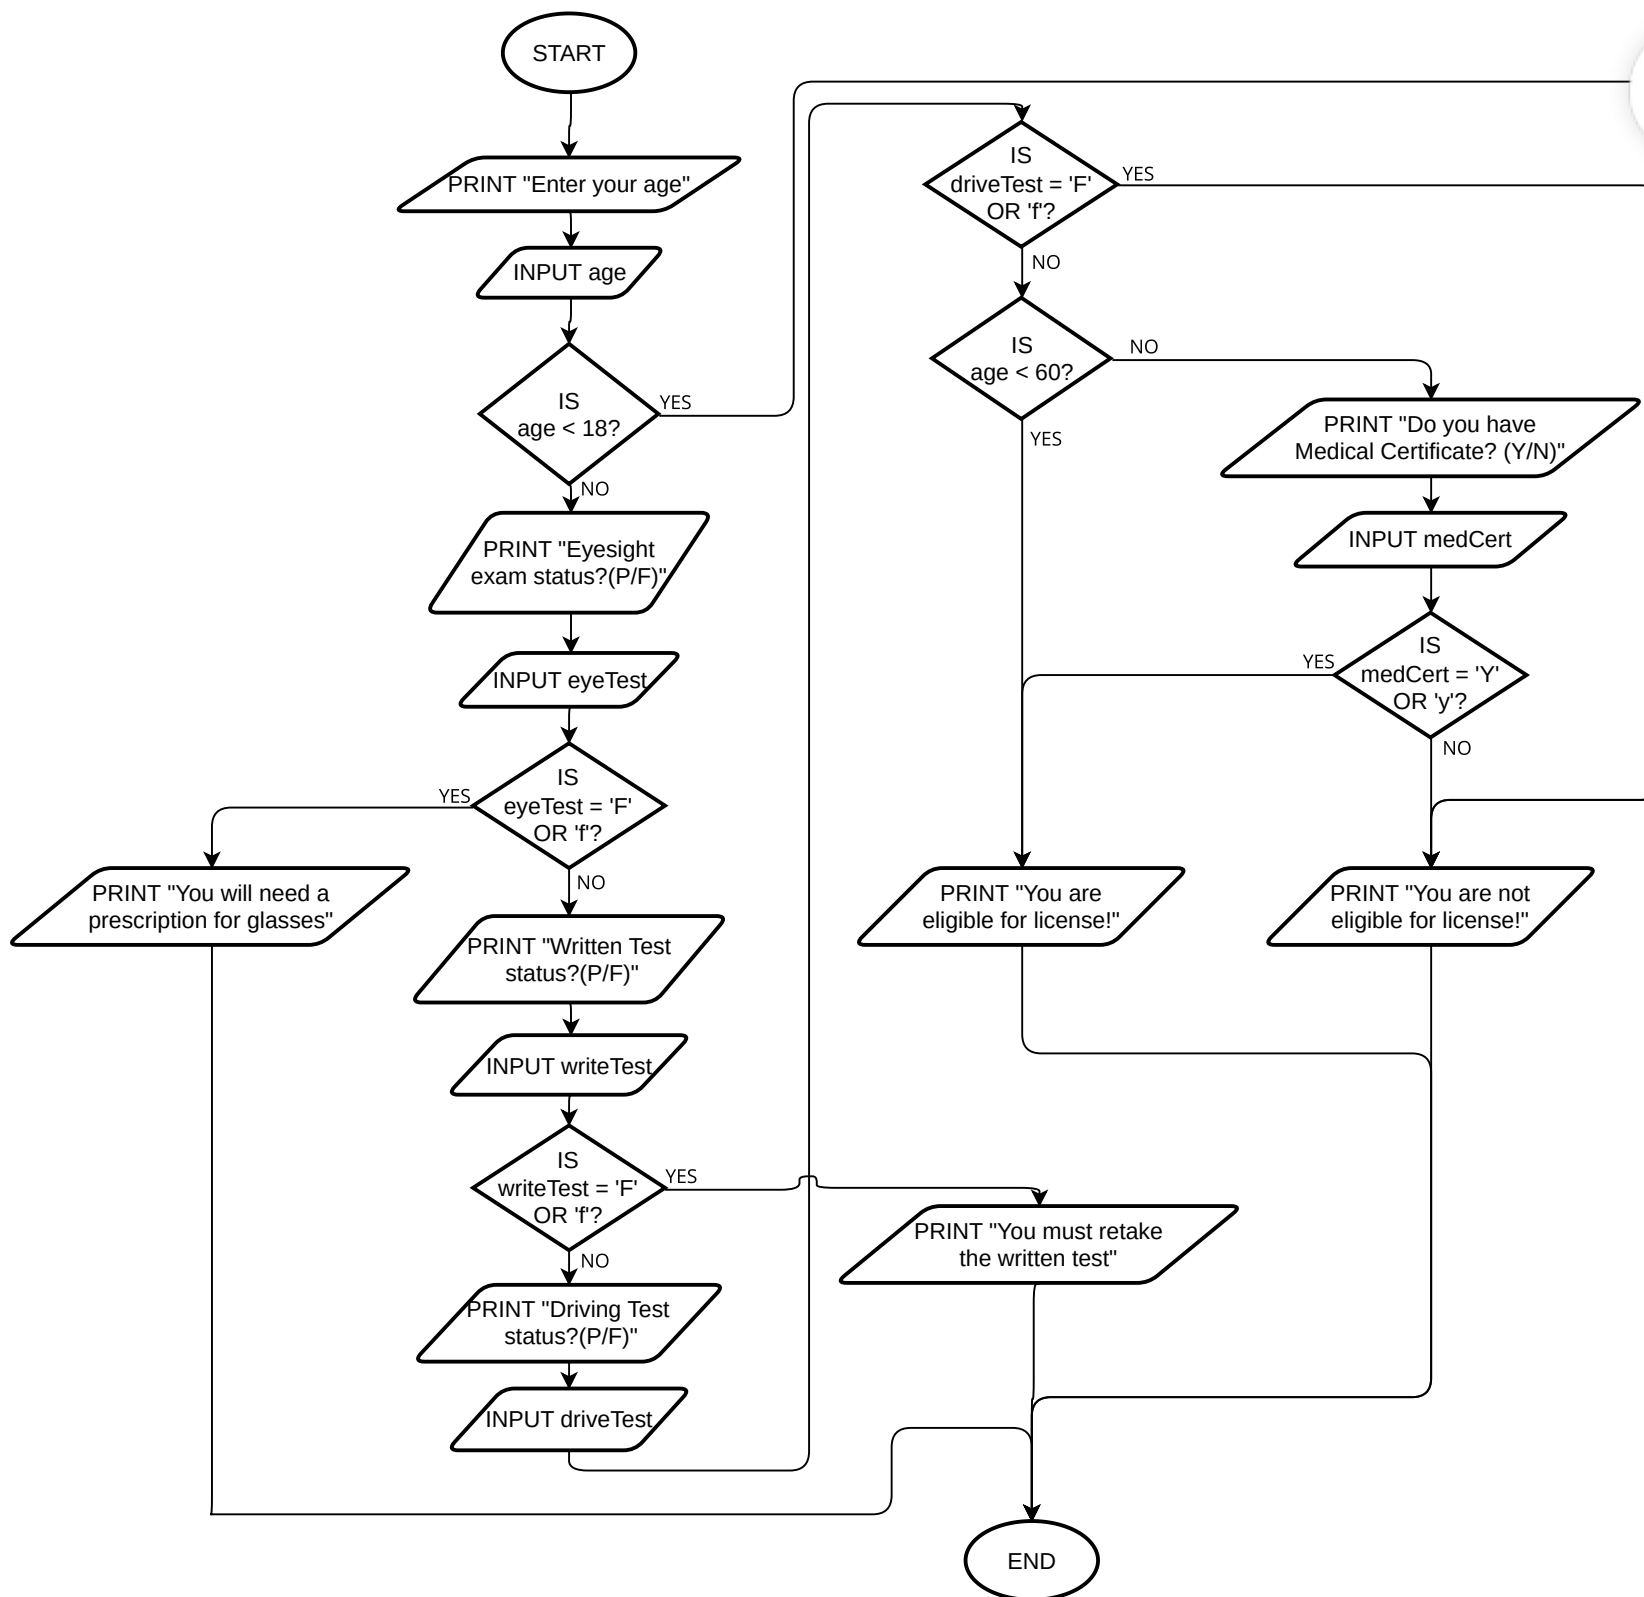 START
PRINT "Enter your age"
INPUT age
IS
age < 18?
YES
NO
PRINT "Eyesight
exam status?(P/F)"
INPUT eyeTest
IS
eyeTest = 'F'
OR 'f'?
YES
NO
PRINT "You will need a
prescription for glasses"
PRINT "Written Test
status?(P/F)"
INPUT writeTest
IS
writeTest = 'F'
OR 'f'?
YES
NO
PRINT "You must retake
the written test"
PRINT "Driving Test
status?(P/F)"
INPUT driveTest
IS
driveTest = 'F'
OR 'f'?
YES
NO
IS
age < 60?
NO
YES
PRINT "Do you have
Medical Certificate? (Y/N)"
INPUT medCert
IS
medCert = 'Y'
OR 'y'?
YES
NO
PRINT "You are
eligible for license!"
PRINT "You are not
eligible for license!"
END